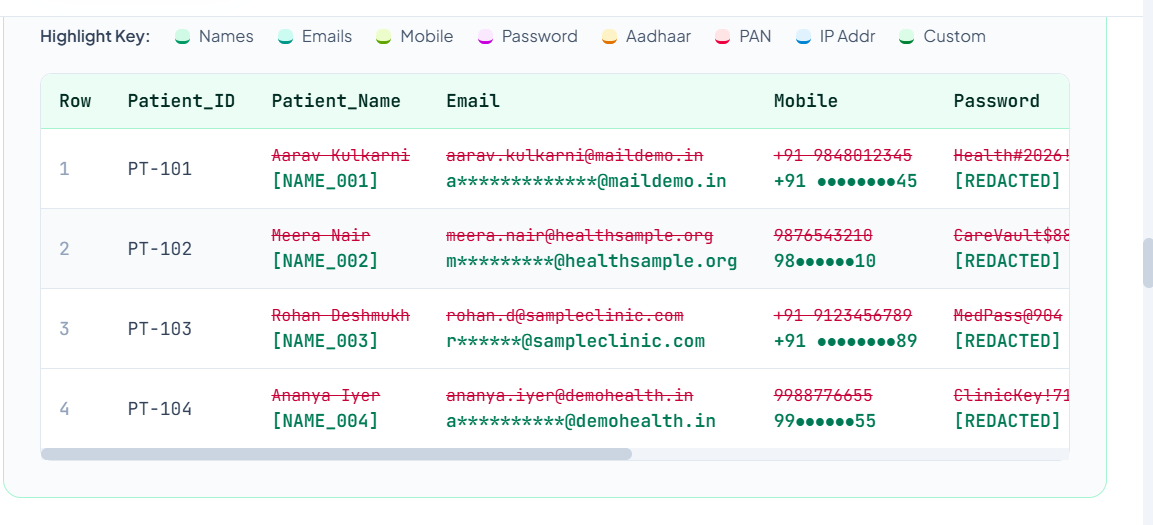 Highlight Key: Names Emails Mobile Password Aadhaar PAN IP Addr Custom
Row Patient_ID Patient_Name Email Mobile Password
Aarav Kulkarni aarav.kulkarni@maildemo.in +91 9848012345 Health#2026!
1 PT-101
[NAME_001] a*************@maildemo.in +91 ●●●●●●●●45 [REDACTED]
Meera Nair meera.nair@healthsample.org 9876543210 CareVault$88
2 PT-102
[NAME_002] m*********@healthsample.org 98●●●●●●10 [REDACTED]
Rohan Deshmukh rohan.d@sampleclinic.com +91 9123456789 MedPass@904
3 PT-103
[NAME_003] r******@sampleclinic.com +91 ●●●●●●●●89 [REDACTED]
Ananya Iyer ananya.iyer@demohealth.in 9988776655 ClinicKey!71
4 PT-104
[NAME_004] a**********@demohealth.in 99●●●●●●55 [REDACTED]